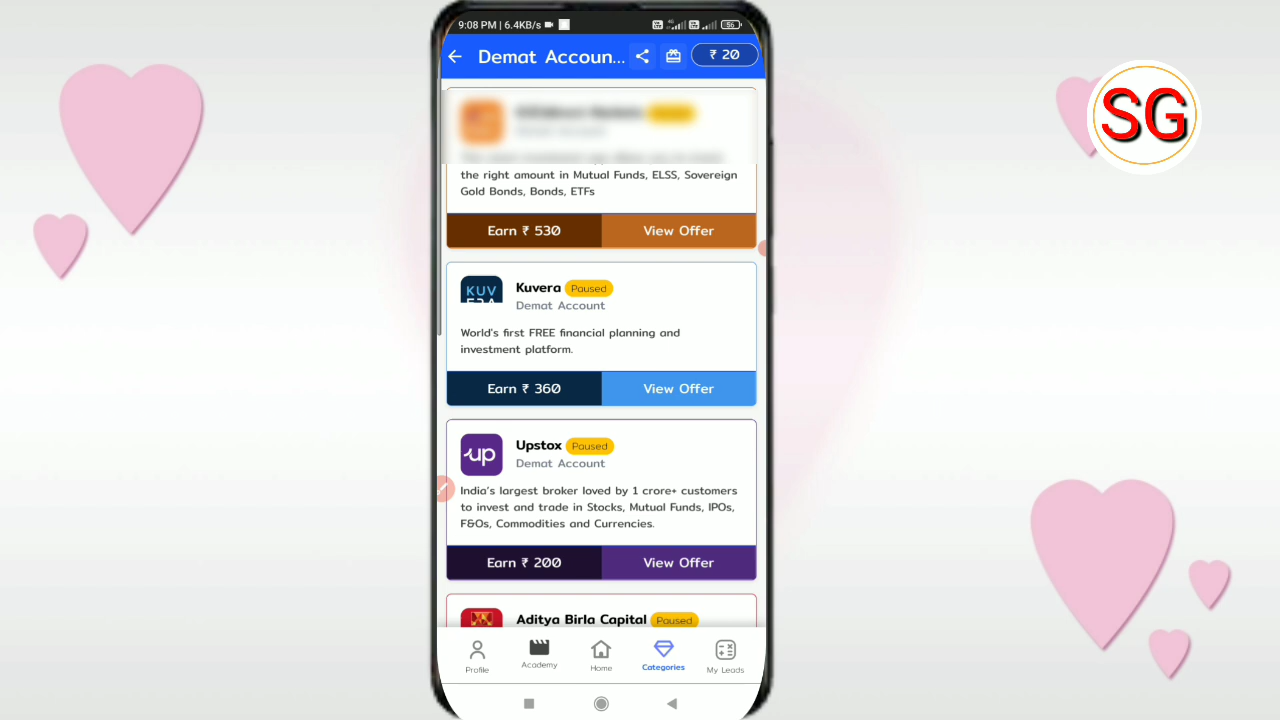 9:08 PM | 6.4KB/s
4G
56
Demat Accoun...
₹ 20
SG
the right amount in Mutual Funds, ELSS, Sovereign
Gold Bonds, Bonds, ETFs
Earn ₹ 530
View Offer
KUV
Kuvera Paused
Demat Account
World's first FREE financial planning and
investment platform.
Earn ₹ 360
View Offer
up
Upstox Paused
Demat Account
India's largest broker loved by 1 crore+ customers
to invest and trade in Stocks, Mutual Funds, IPOs,
F&Os, Commodities and Currencies.
Earn ₹ 200
View Offer
Aditya Birla Capital Paused
Profile
Academy
Home
Categories
My Leads